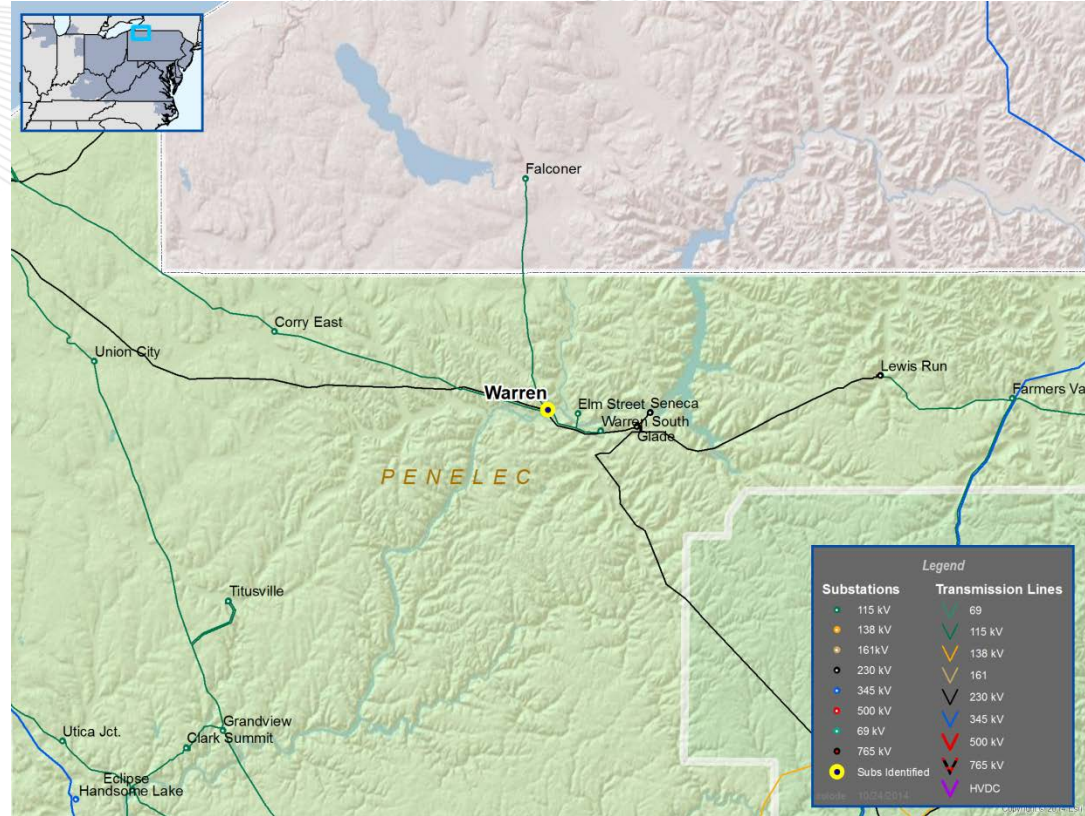 Falconer
Corry East
Union City
Lewis Run
Warren
Farmers Va
Elm Street
Seneca
Warren South
Glade
PENELEC
Titusville
Grandview
Utica Jct.
Clark Summit
Eclipse
Handsome Lake
Legend
Substations
115 kV
138 kV
161kV
230 kV
345 kV
500 kV
69 kV
765 kV
Subs Identified
Transmission Lines
69
115 kV
138 kV
161
230 kV
345 kV
500 kV
765 kV
HVDC
10/24/2014